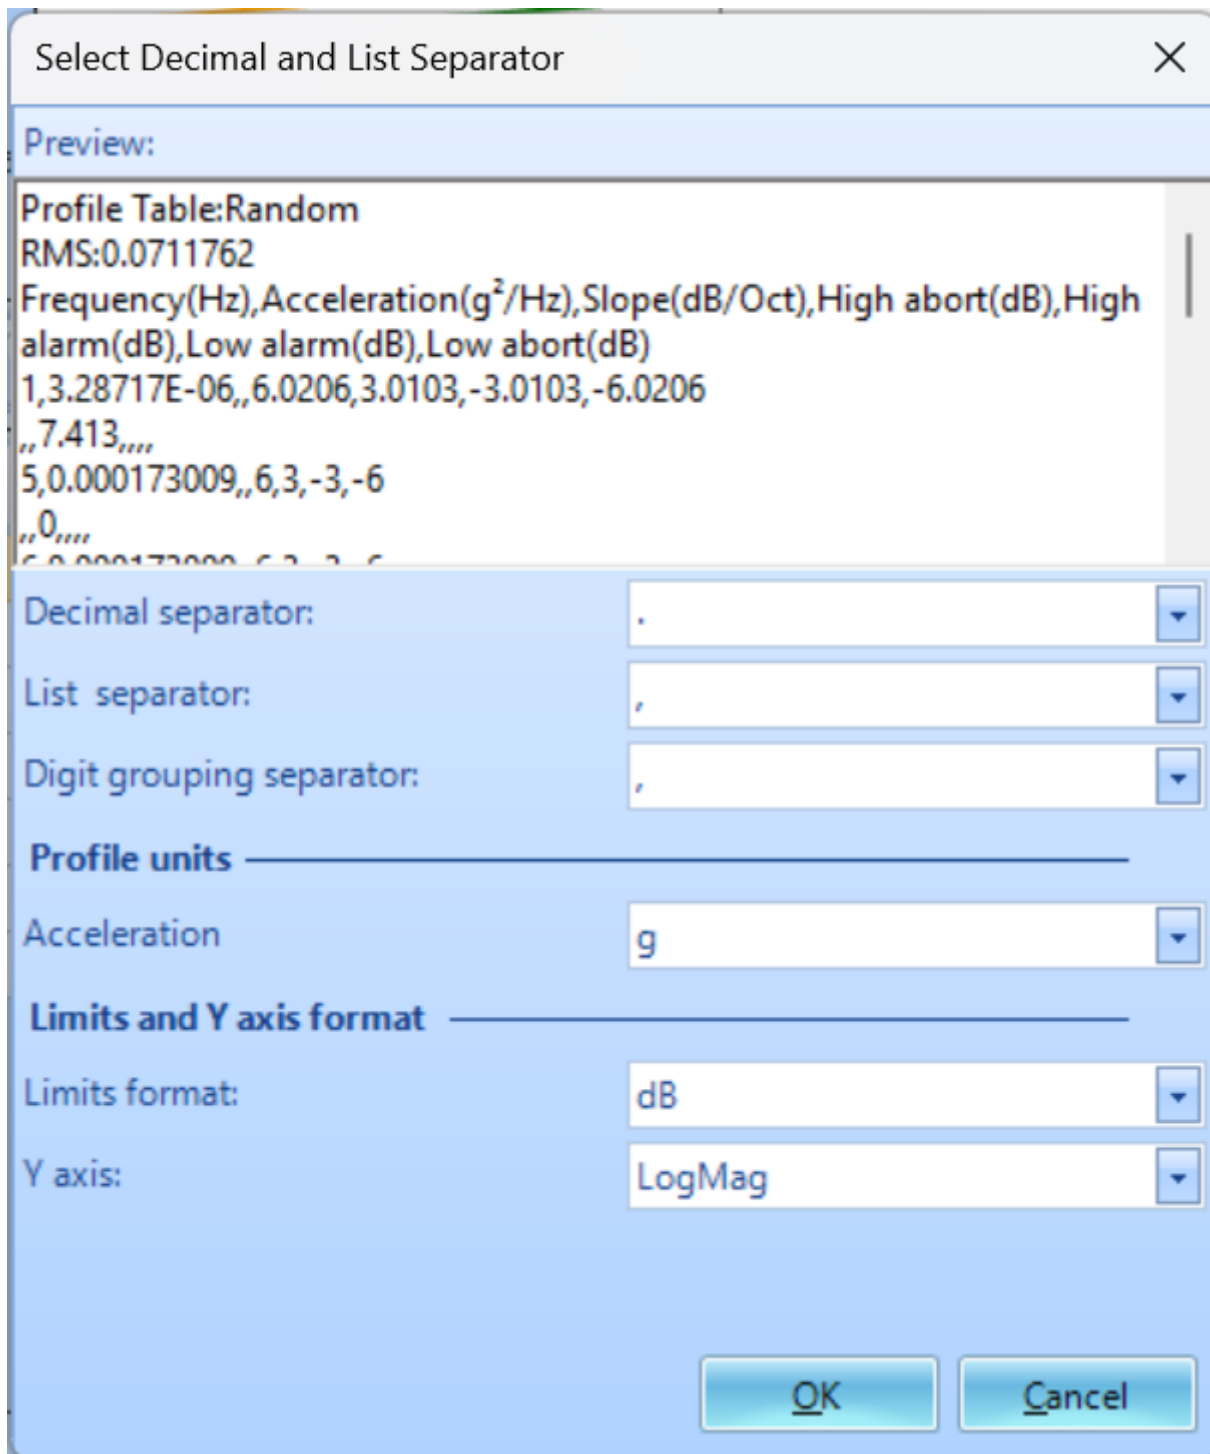 Select Decimal and List Separator
Preview:
Profile Table:Random
RMS:0.0711762
Frequency(Hz),Acceleration(g²/Hz),Slope(dB/Oct),High abort(dB),High
alarm(dB),Low alarm(dB),Low abort(dB)
1,3.28717E-06,,6.0206,3.0103,-3.0103,-6.0206
,,7.413,,,,
5,0.000173009,,6,3,-3,-6
,,0,,,,
Decimal separator: .
List separator: ,
Digit grouping separator: ,
Profile units
Acceleration g
Limits and Y axis format
Limits format: dB
Y axis: LogMag
OK Cancel